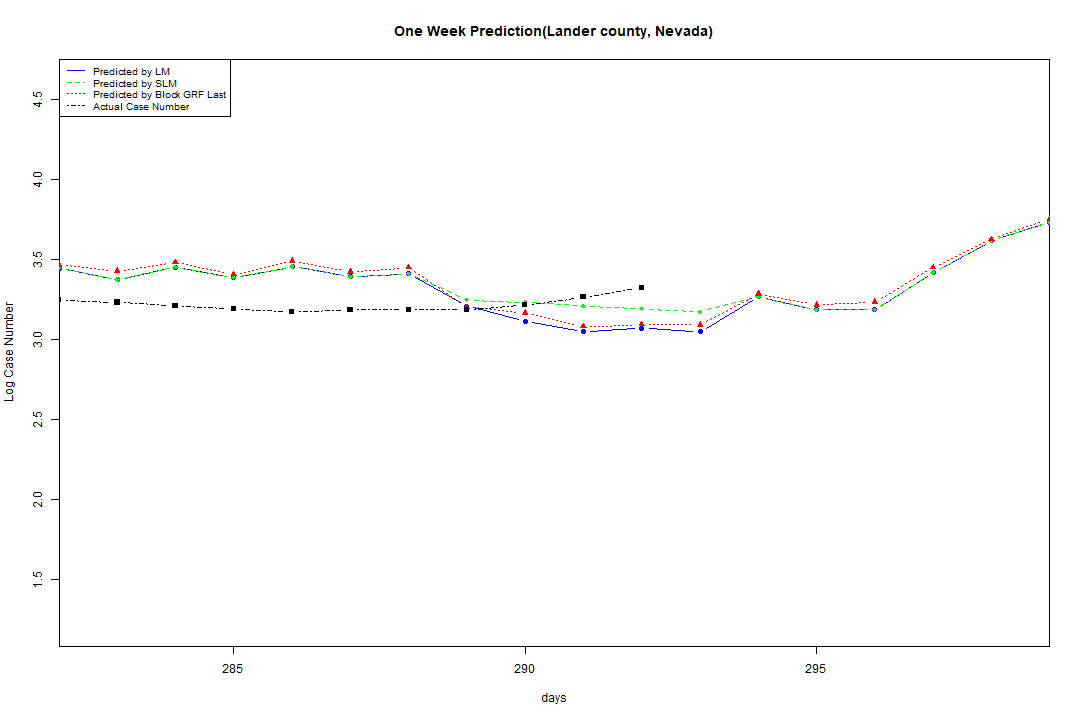 One Week Prediction(Lander county, Nevada)
Predicted by LM
Predicted by SLM
Predicted by Block GRF Last
Actual Case Number
4.5
4.0
3.5
3.0
2.5
2.0
1.5
Log Case Number
285
290
295
days